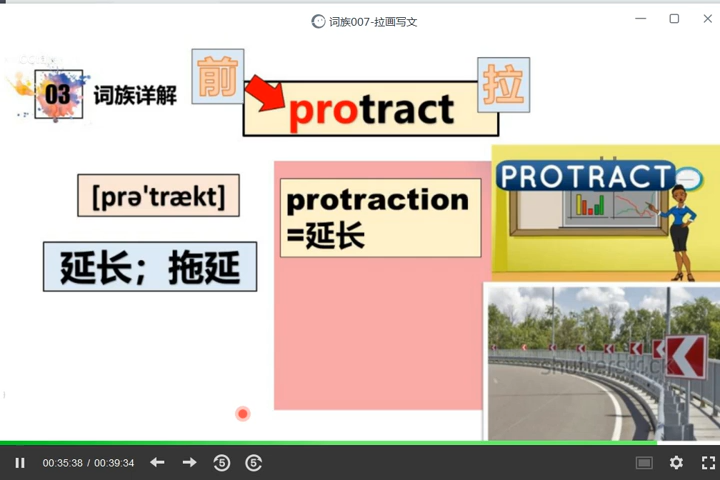 词族007-拉画写文
03
词族详解
前
protract
拉
[prə'trækt]
延长；拖延
protraction
=延长
PROTRACT
shutterstock
00:35:38 / 00:39:34
5
5